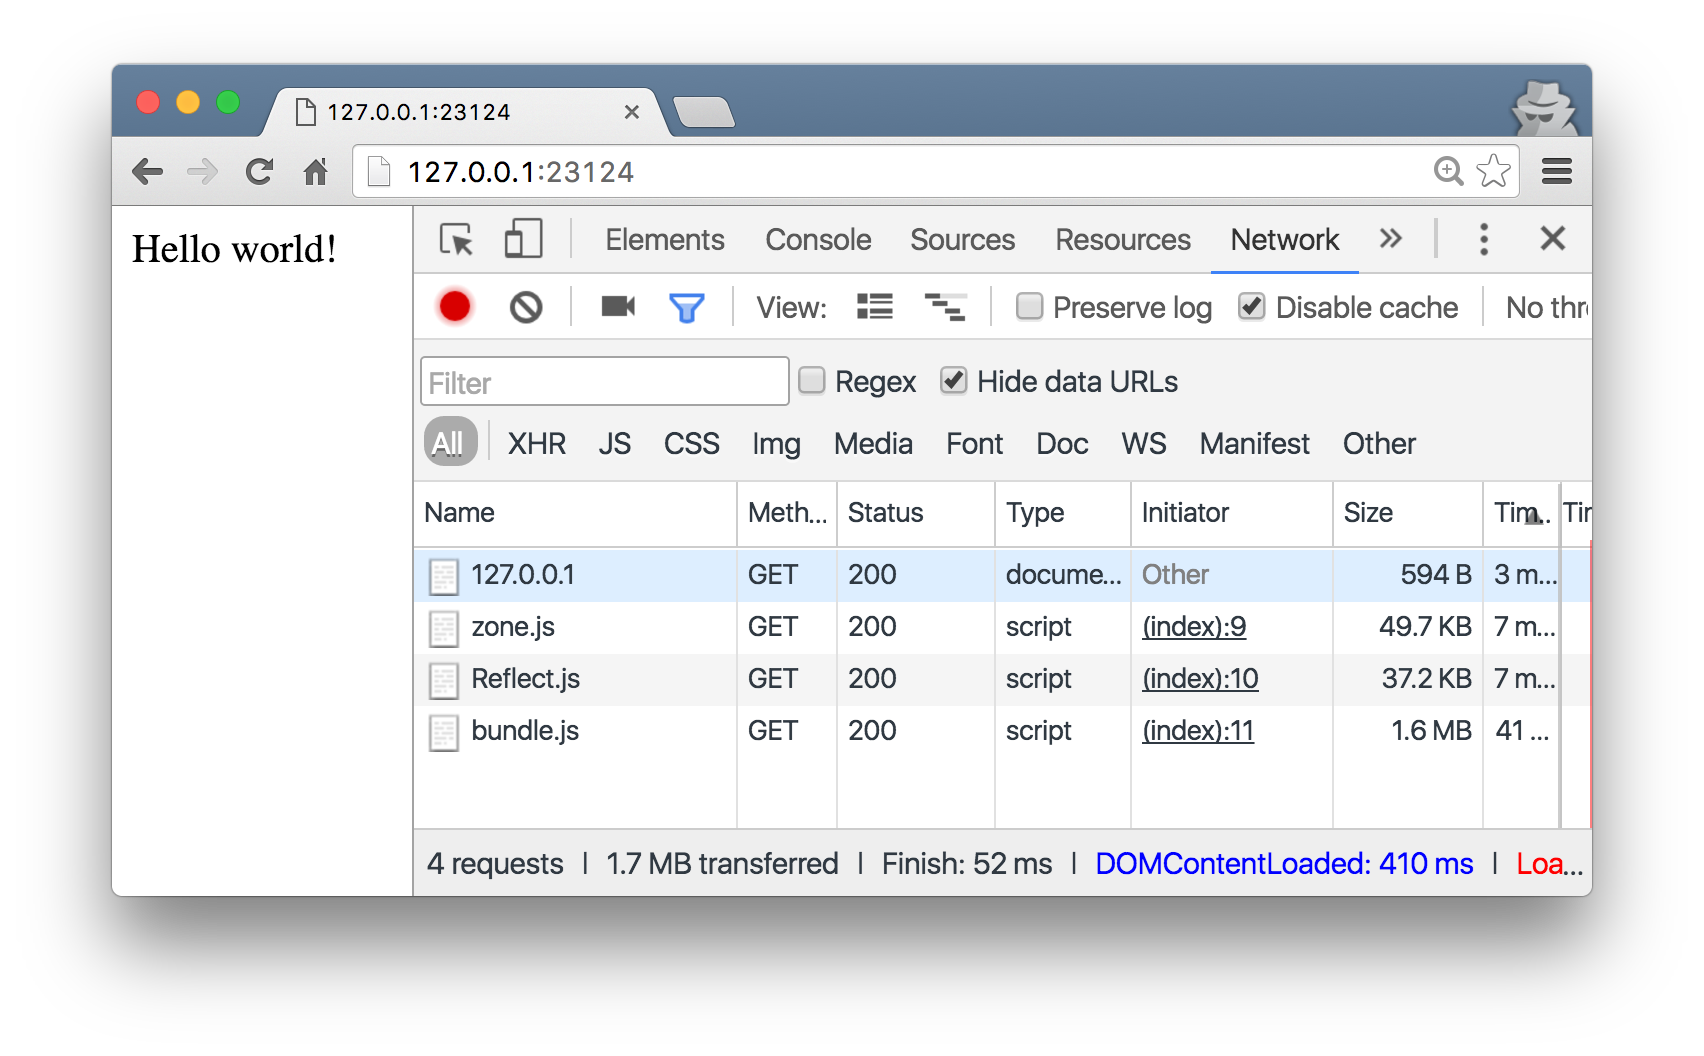 127.0.0.1:23124
127.0.0.1:23124
Hello world!
Elements Console Sources Resources Network
View: Preserve log Disable cache No thr
Filter Regex Hide data URLs
All XHR JS CSS Img Media Font Doc WS Manifest Other
Name Meth... Status Type Initiator Size Tim.. Tir
127.0.0.1 GET 200 docume... Other 594 B 3 m...
zone.js GET 200 script (index):9 49.7 KB 7 m...
Reflect.js GET 200 script (index):10 37.2 KB 7 m...
bundle.js GET 200 script (index):11 1.6 MB 41 ...
4 requests | 1.7 MB transferred | Finish: 52 ms | DOMContentLoaded: 410 ms | Loa...